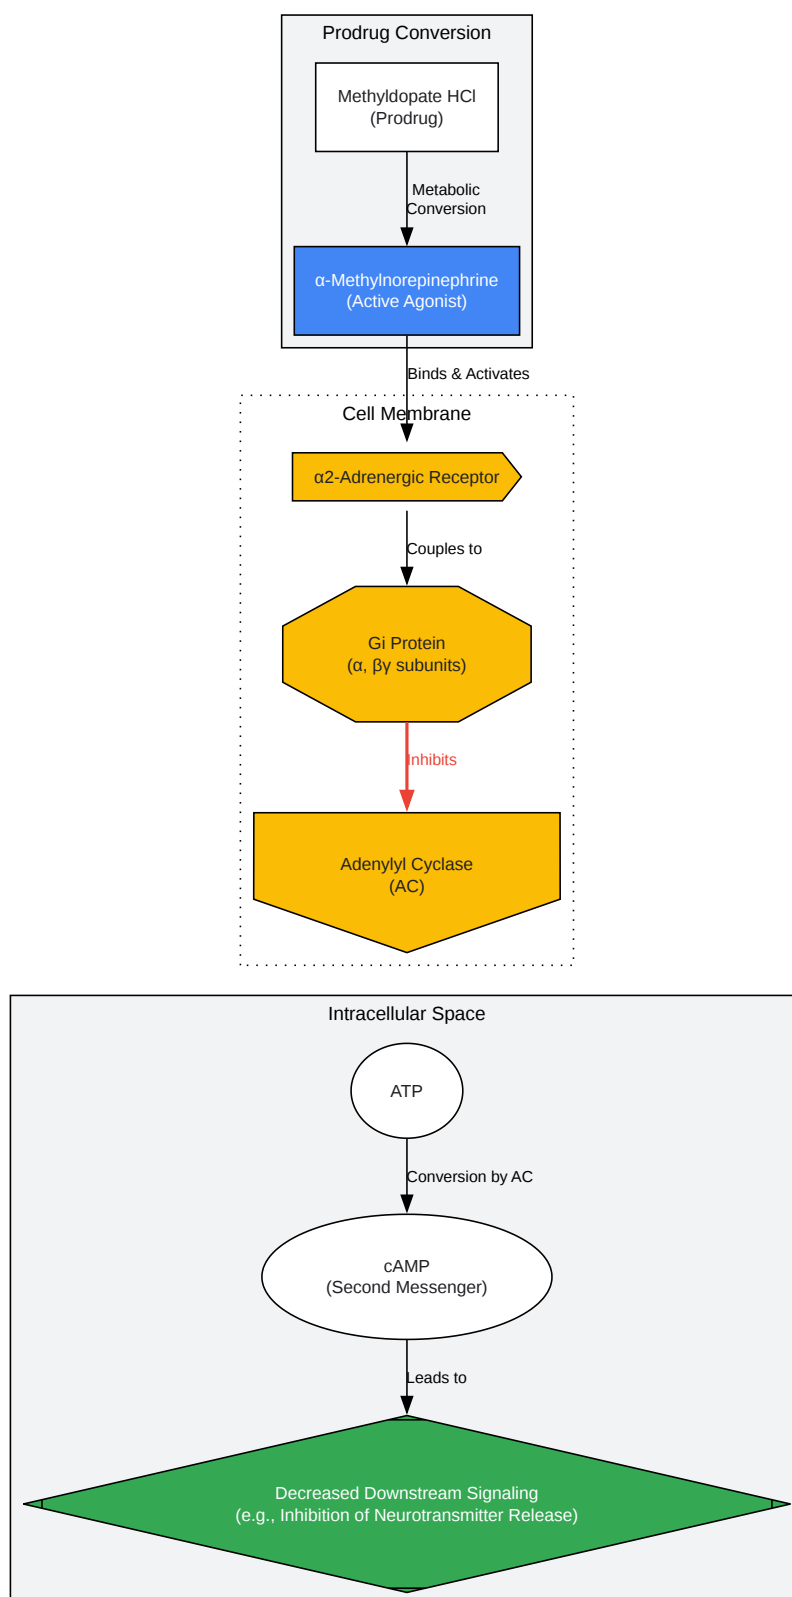 Prodrug Conversion
Methyldopate HCl
(Prodrug)
Metabolic
Conversion
α-Methylnorepinephrine
(Active Agonist)
Binds & Activates
Cell Membrane
α2-Adrenergic Receptor
Couples to
Gi Protein
(α, βγ subunits)
Inhibits
Adenylyl Cyclase
(AC)
Intracellular Space
ATP
Conversion by AC
cAMP
(Second Messenger)
Leads to
Decreased Downstream Signaling
(e.g., Inhibition of Neurotransmitter Release)